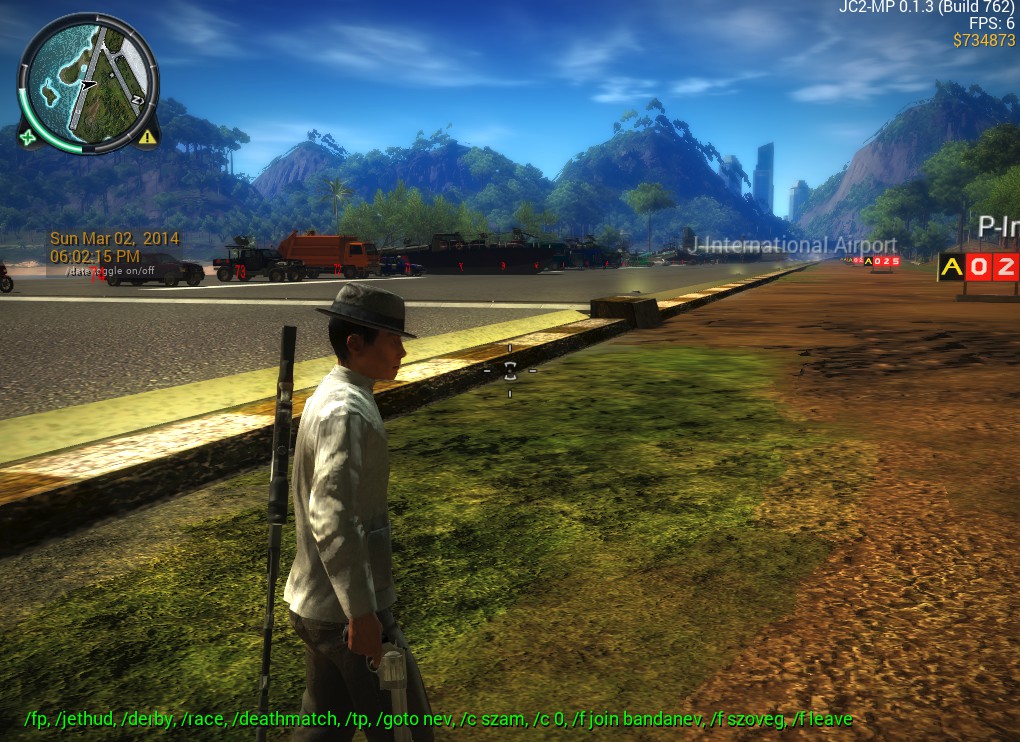 JC2-MP 0.1.3 (Build 762)
FPS: 6
$734873
N
Sun Mar 02, 2014
06:02:15 PM
/datetoggle on/off
73
J.International Airport
P-In
A 025
A 02
/fp, /jethud, /derby, /race, /deathmatch, /tp, /goto nev, /c szam, /c 0, /f join bandanev, /f szoveg, /f leave